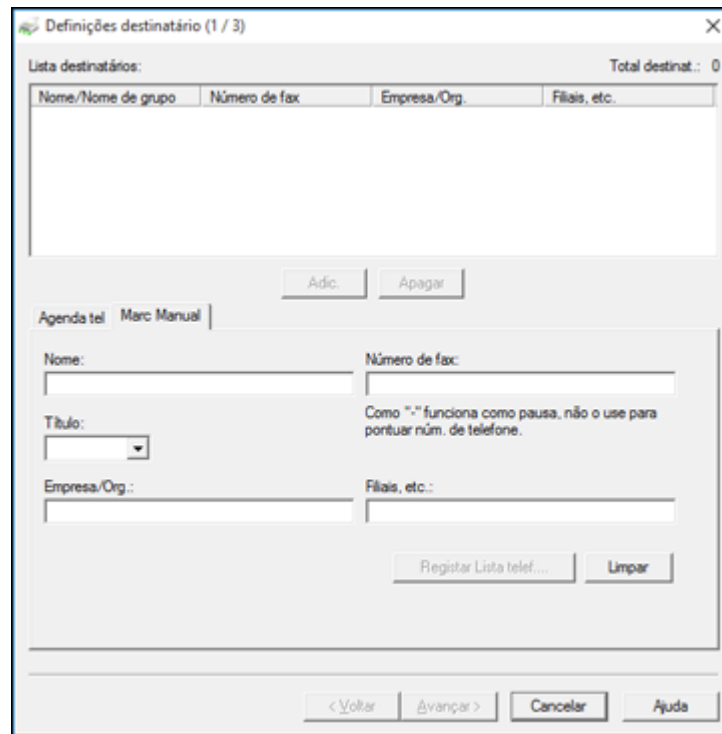 Definições destinatário (1 / 3)
Lista destinatários: Total destinat.: 0
Nome/Nome de grupo Número de fax Empresa/Org. Filiais, etc.
Adic. Apagar
Agenda tel Marc Manual
Nome: Número de fax:
Título: Como "-" funciona como pausa, não o use para
pontuar núm. de telefone.
Empresa/Org.: Filiais, etc.:
Registar Lista telef.... Limpar
< Voltar Avançar > Cancelar Ajuda